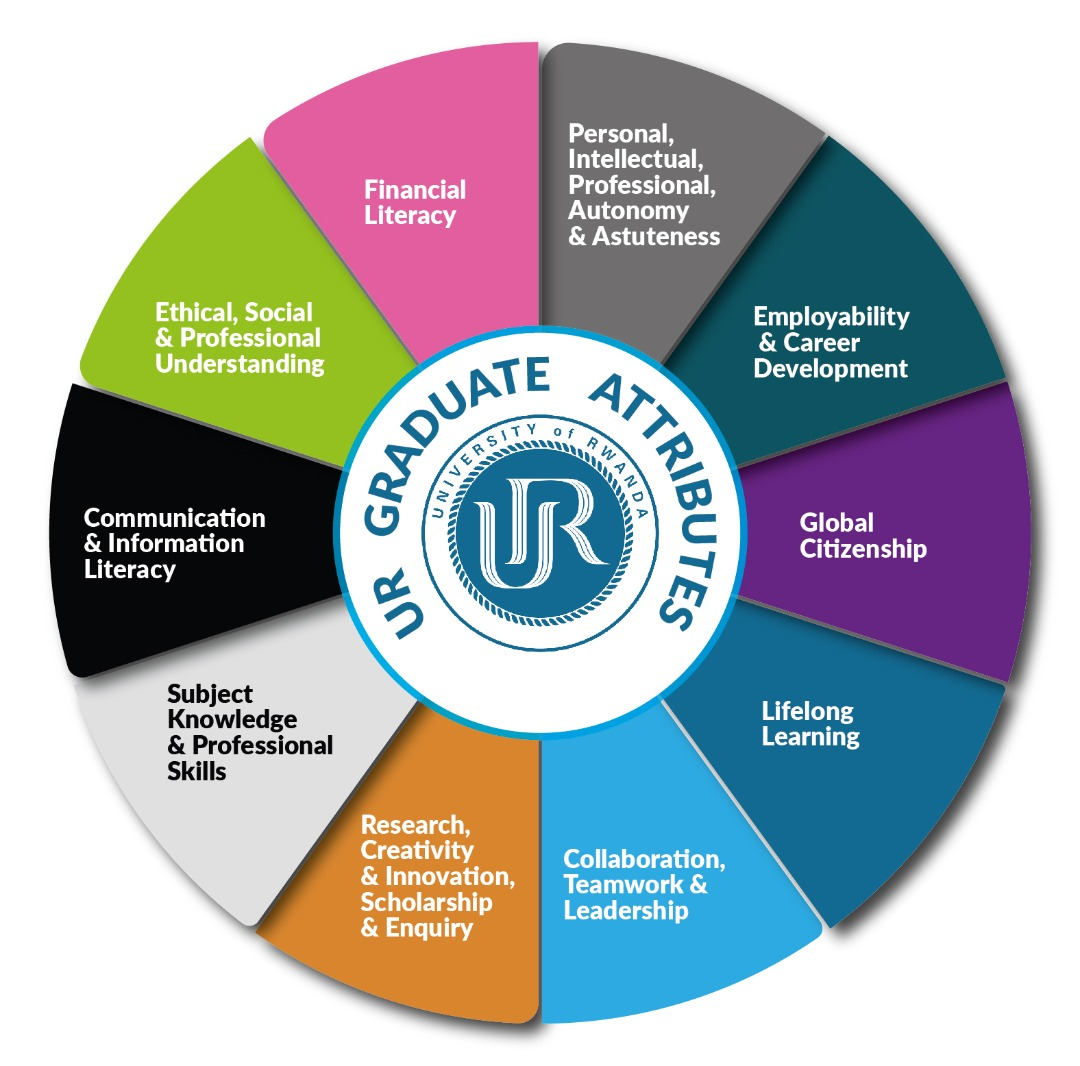 Financial
Literacy
Personal,
Intellectual,
Professional,
Autonomy
& Astuteness
Employability
& Career
Development
Global
Citizenship
Lifelong
Learning
Collaboration,
Teamwork &
Leadership
Research,
Creativity
& Innovation,
Scholarship
& Enquiry
Subject
Knowledge
& Professional
Skills
Communication
& Information
Literacy
Ethical, Social
& Professional
Understanding
UR GRADUATE ATTRIBUTES
UNIVERSITY of RWANDA
UR